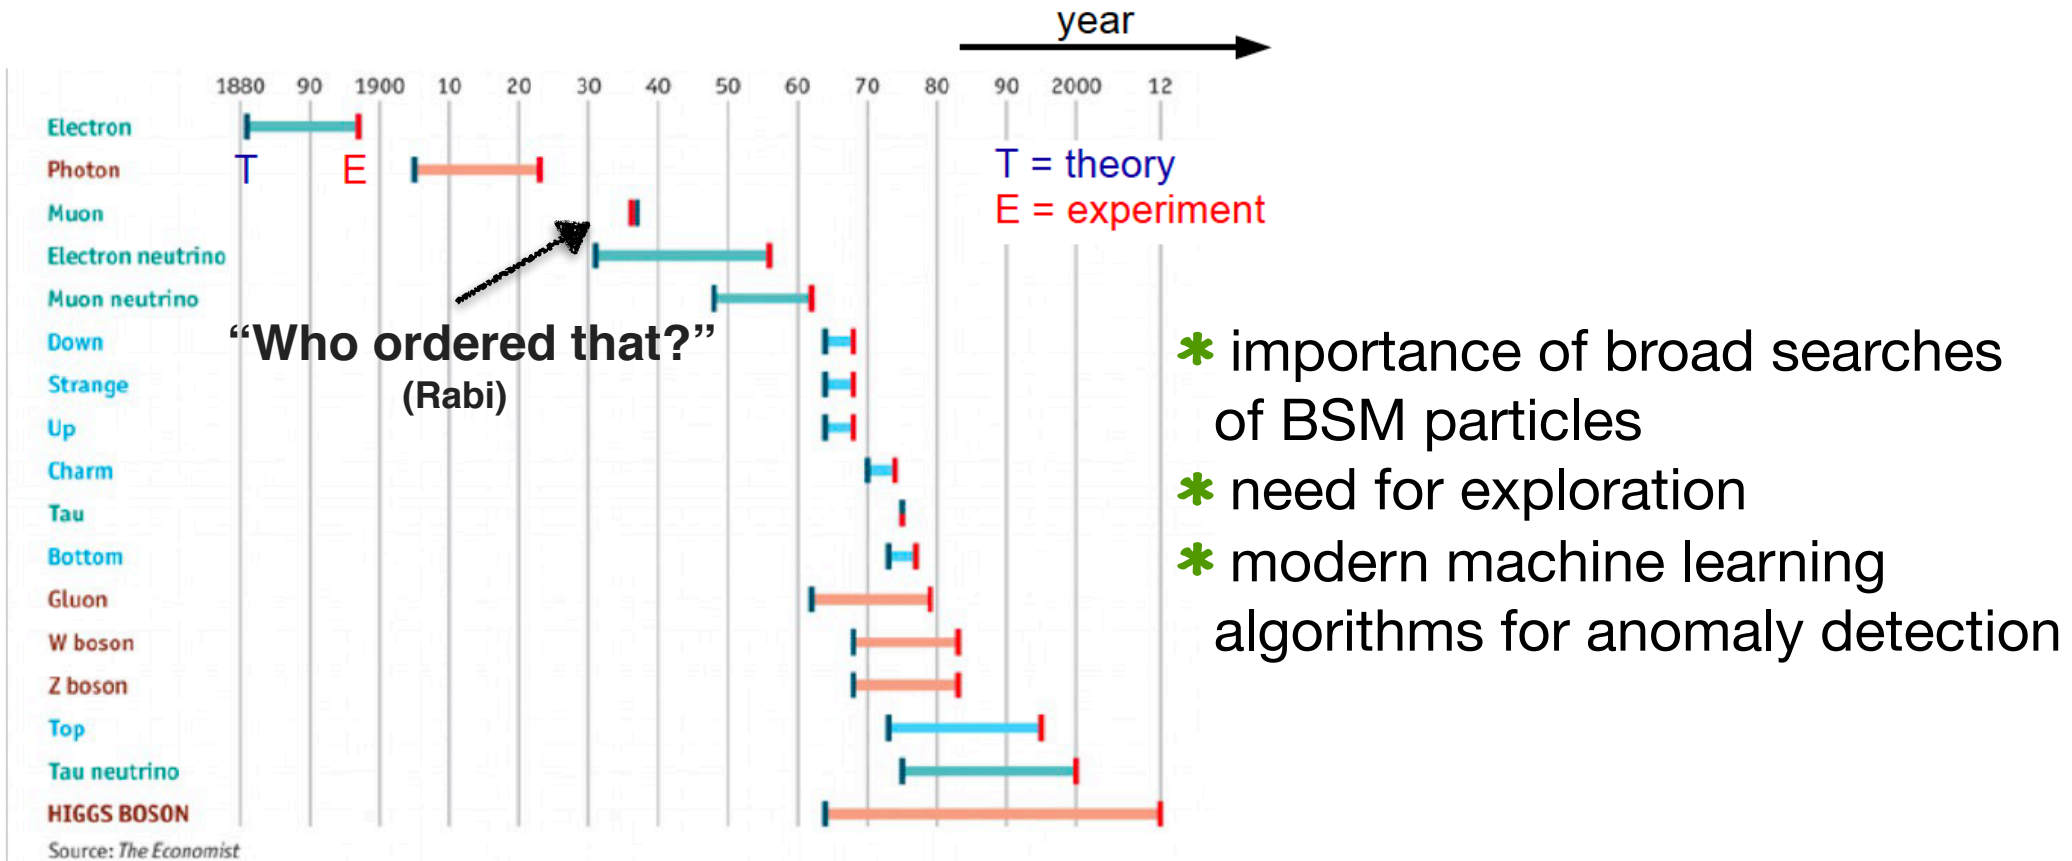 year
1880 90 1900 10 20 30 40 50 60 70 80 90 2000 12
Electron
T E
Photon
T = theory
E = experiment
Muon
Electron neutrino
Muon neutrino
“Who ordered that?”
(Rabi)
Down
Strange
Up
Charm
Tau
Bottom
Gluon
W boson
Z boson
Top
Tau neutrino
HIGGS BOSON
Source: The Economist
✱ importance of broad searches
of BSM particles
✱ need for exploration
✱ modern machine learning
algorithms for anomaly detection